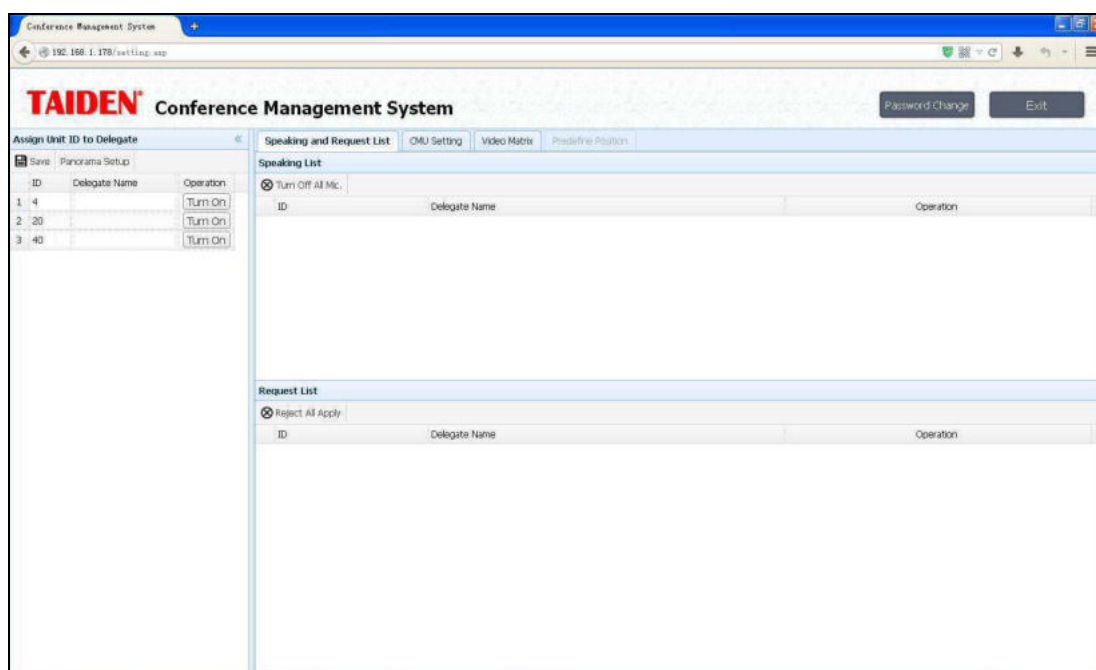 Conference Management System
192.168.1.178/setting.asp
TAIDEN® Conference Management System
Password Change
Exit
Assign Unit ID to Delegate
Save Panorama Setup
ID Delegate Name Operation
1 4 Turn On
2 20 Turn On
3 40 Turn On
Speaking and Request List CMU Setting Video Matrix Predefine Position
Speaking List
Turn Off All Mic.
ID Delegate Name Operation
Request List
Reject All Apply
ID Delegate Name Operation